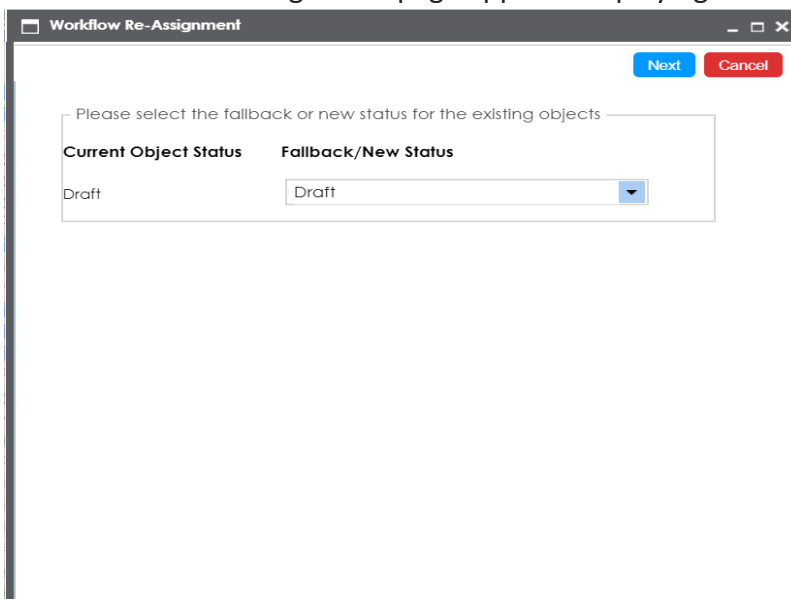 Workflow Re-Assignment
Next Cancel
Please select the fallback or new status for the existing objects
Current Object Status Fallback/New Status
Draft Draft